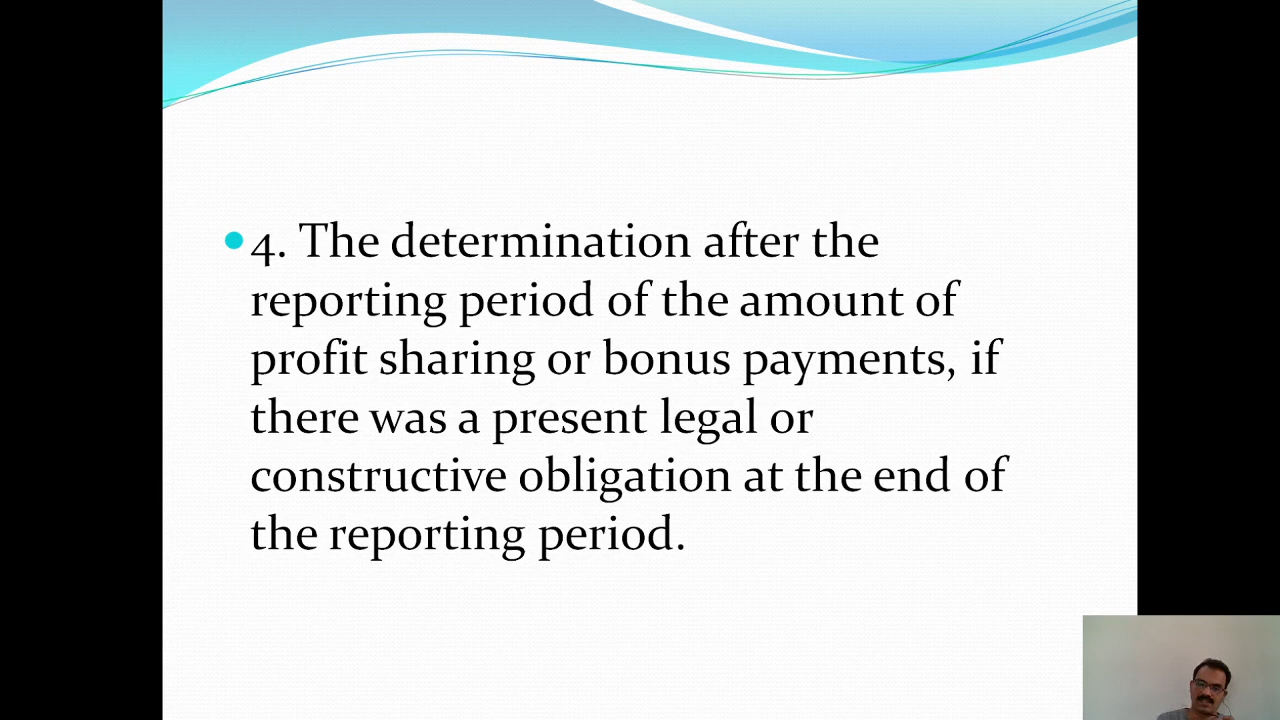 4. The determination after the
reporting period of the amount of
profit sharing or bonus payments, if
there was a present legal or
constructive obligation at the end of
the reporting period.